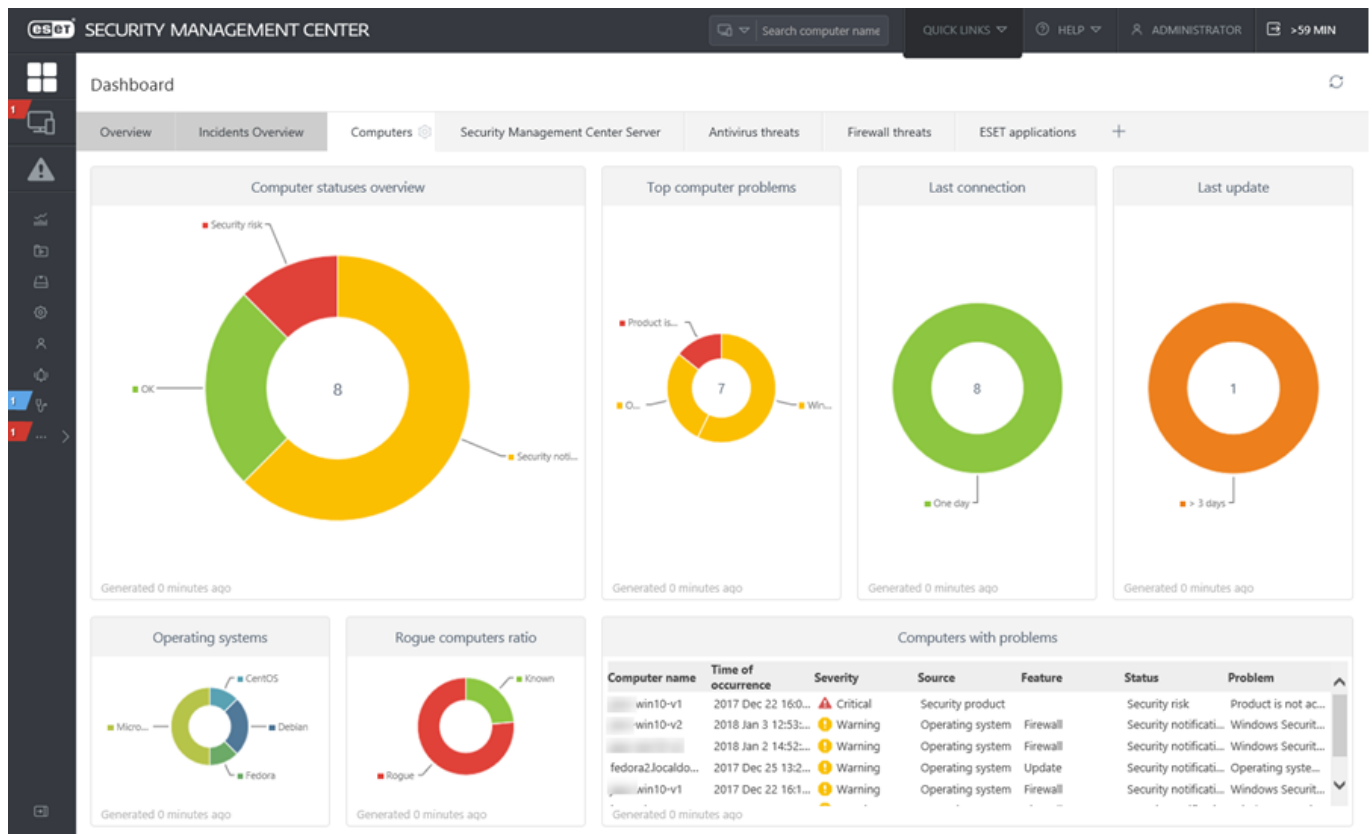 eseT SECURITY MANAGEMENT CENTER
Search computer name
QUICK LINKS
HELP
ADMINISTRATOR
>59 MIN
Dashboard
1
Overview
Incidents Overview
Computers
Security Management Center Server
Antivirus threats
Firewall threats
ESET applications
+
Computer statuses overview
Security risk
OK
8
Security noti...
Generated 0 minutes ago
Top computer problems
Product is...
O...
7
Win...
Generated 0 minutes ago
Last connection
8
One day
Generated 0 minutes ago
Last update
1
> 3 days
Generated 0 minutes ago
1
1
...
Operating systems
CentOS
Micro...
Debian
Fedora
Generated 0 minutes ago
Rogue computers ratio
Known
Rogue
Generated 0 minutes ago
Computers with problems
Computer name Time of occurrence Severity Source Feature Status Problem
win10-v1 2017 Dec 22 16:0... Critical Security product Security risk Product is not ac...
win10-v2 2018 Jan 3 12:53:... Warning Operating system Firewall Security notificati... Windows Securit...
2018 Jan 2 14:52:... Warning Operating system Firewall Security notificati... Windows Securit...
fedora2.localdo... 2017 Dec 25 13:2... Warning Operating system Update Security notificati... Operating syste...
win10-v1 2017 Dec 22 16:1... Warning Operating system Firewall Security notificati... Windows Securit...
Generated 0 minutes ago